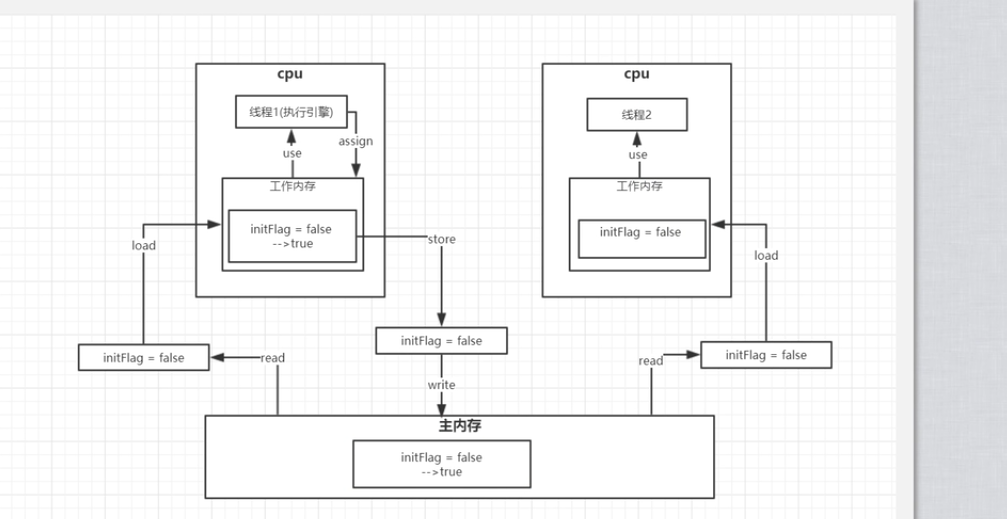 cpu
线程1(执行引擎)
assign
use
工作内存
initFlag = false
-->true
load
store
cpu
线程2
use
工作内存
initFlag = false
load
initFlag = false
read
initFlag = false
write
read
initFlag = false
主内存
initFlag = false
-->true